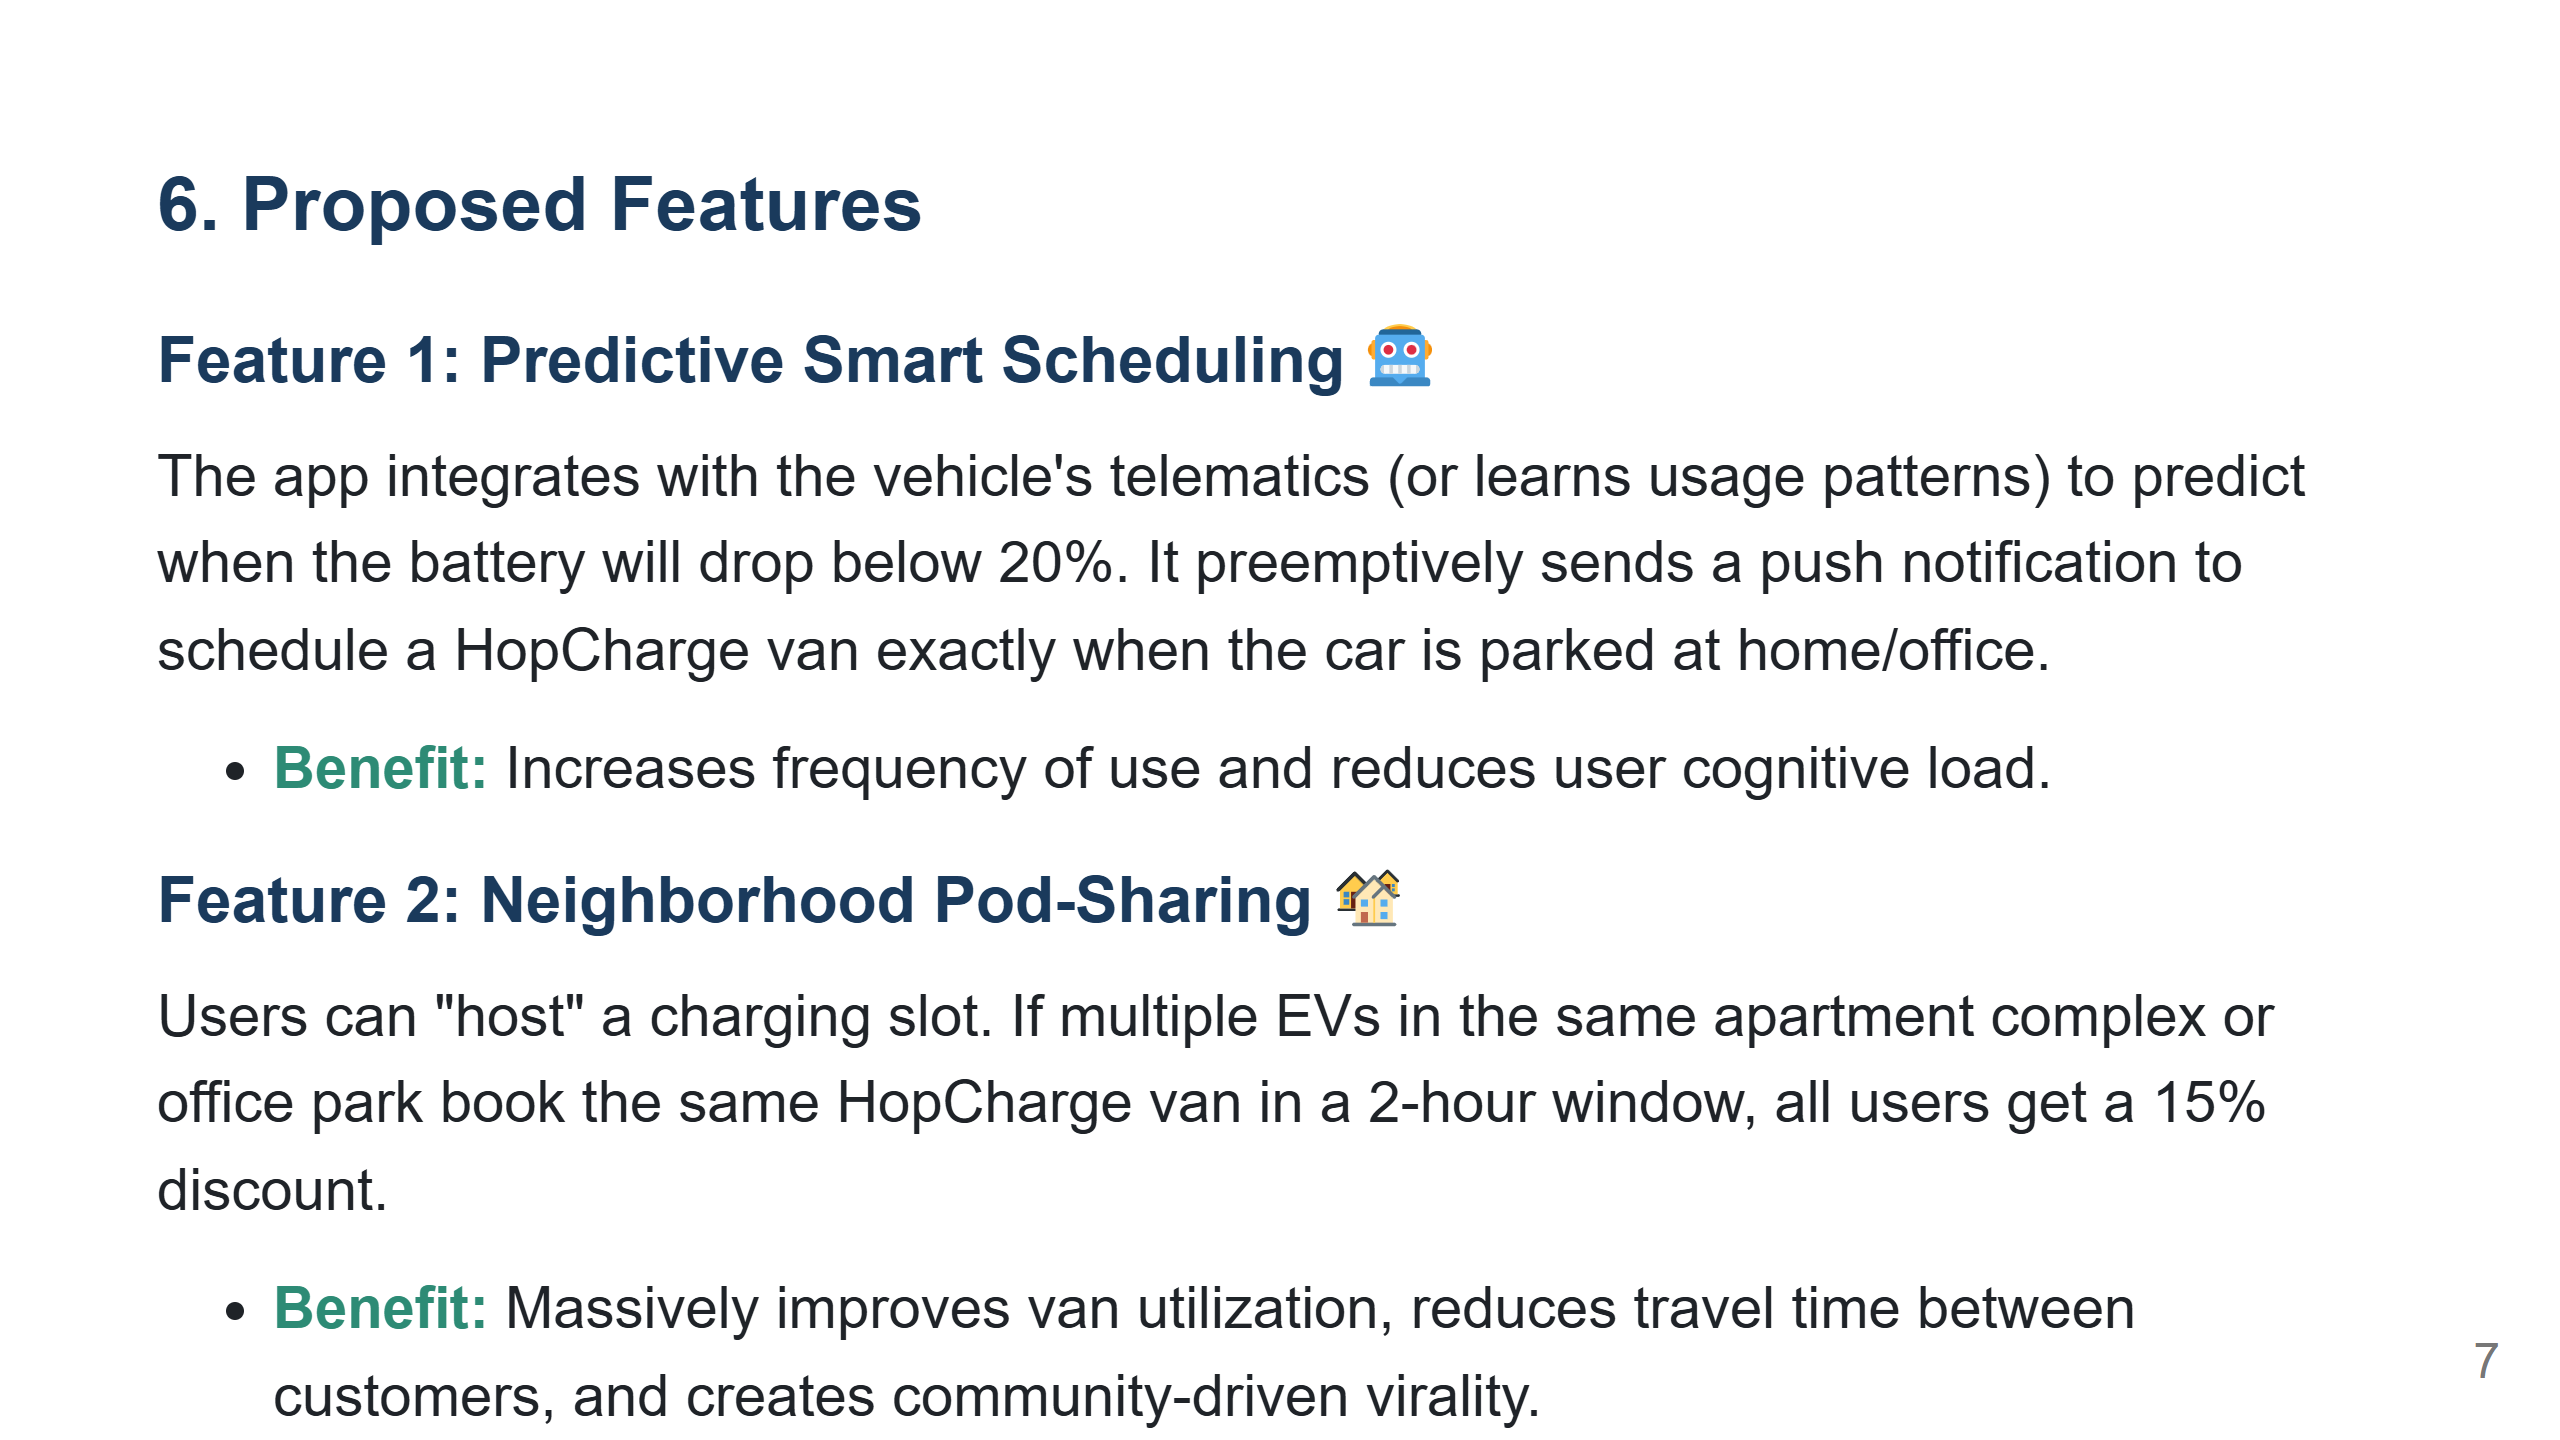 6. Proposed Features
Feature 1: Predictive Smart Scheduling
The app integrates with the vehicle's telematics (or learns usage patterns) to predict
when the battery will drop below 20%. It preemptively sends a push notification to
schedule a HopCharge van exactly when the car is parked at home/office.
• Benefit: Increases frequency of use and reduces user cognitive load.
Feature 2: Neighborhood Pod-Sharing
Users can "host" a charging slot. If multiple EVs in the same apartment complex or
office park book the same HopCharge van in a 2-hour window, all users get a 15%
discount.
• Benefit: Massively improves van utilization, reduces travel time between
customers, and creates community-driven virality.
7